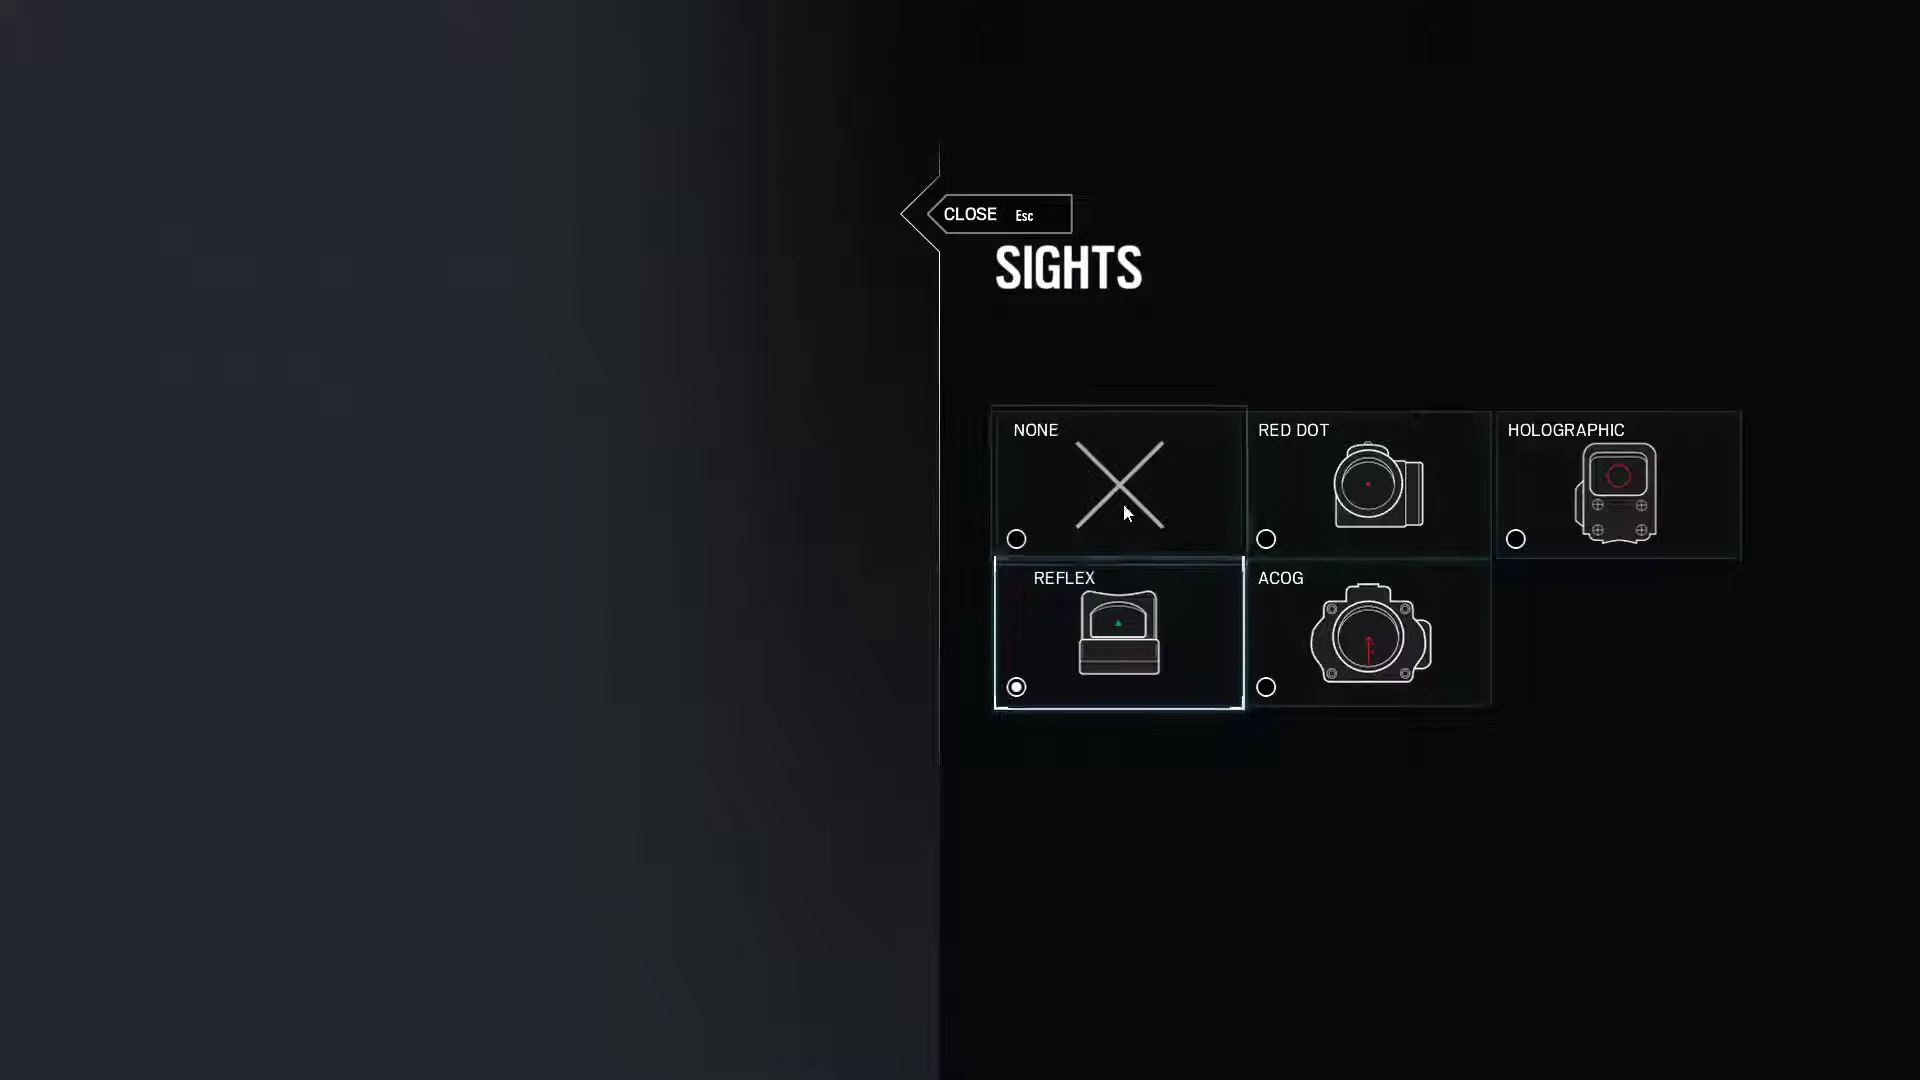 CLOSE Esc
SIGHTS
NONE
RED DOT
HOLOGRAPHIC
REFLEX
ACOG